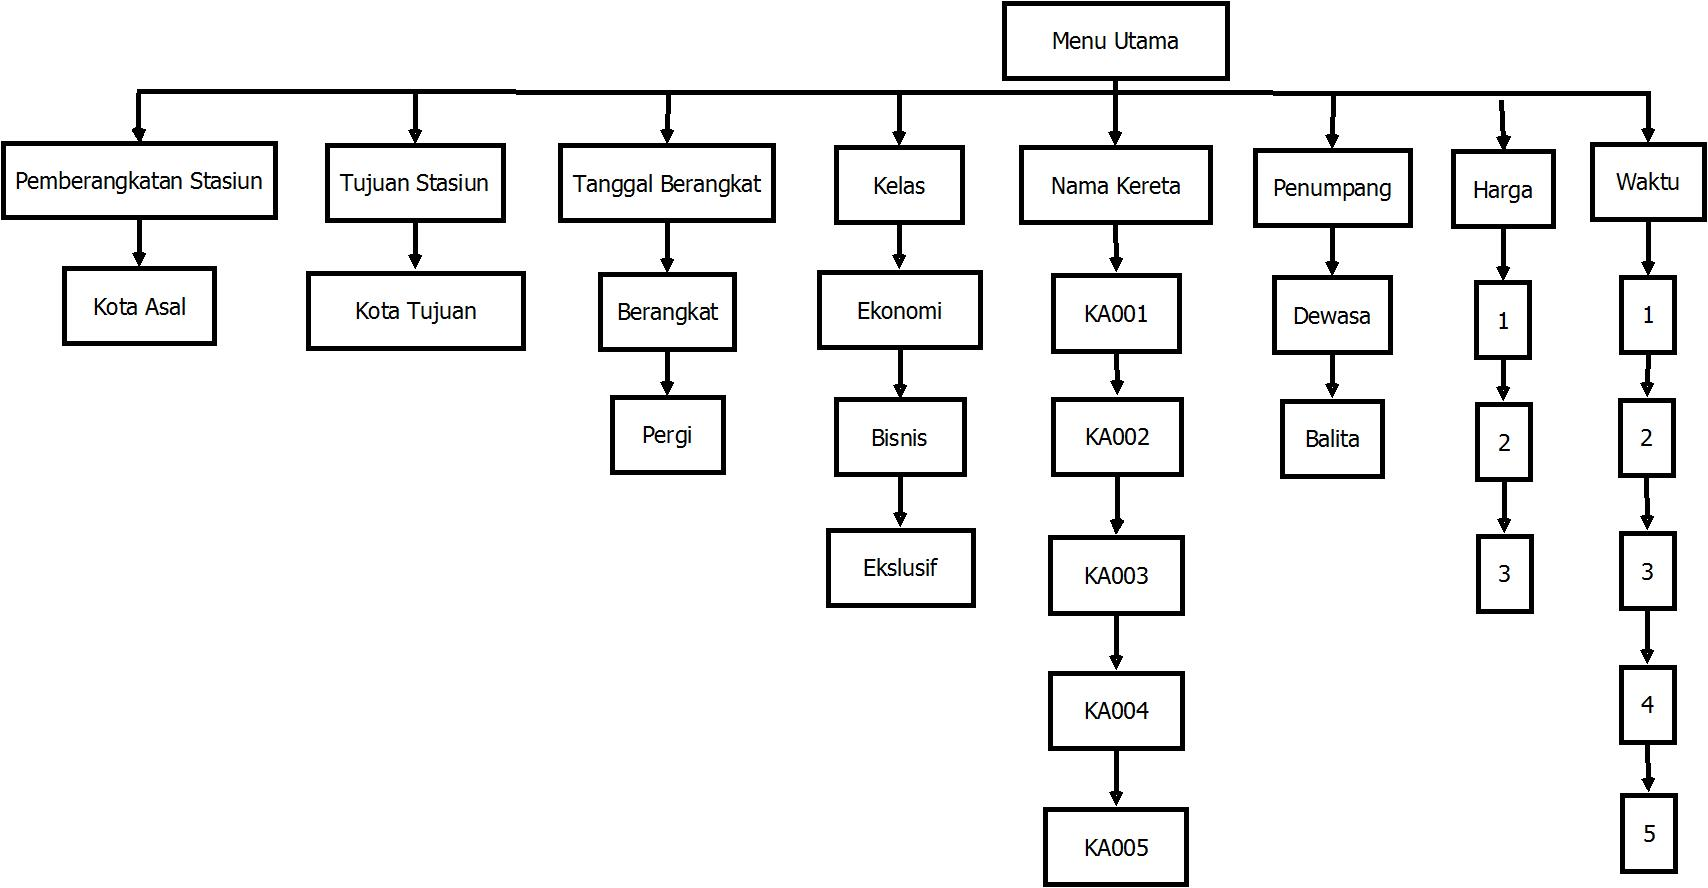 Menu Utama
Pemberangkatan Stasiun
Tujuan Stasiun
Tanggal Berangkat
Kelas
Nama Kereta
Penumpang
Harga
Waktu
Kota Asal
Kota Tujuan
Berangkat
Ekonomi
KA001
Dewasa
1
1
Pergi
Bisnis
KA002
Balita
2
2
Ekslusif
KA003
3
3
KA004
4
KA005
5